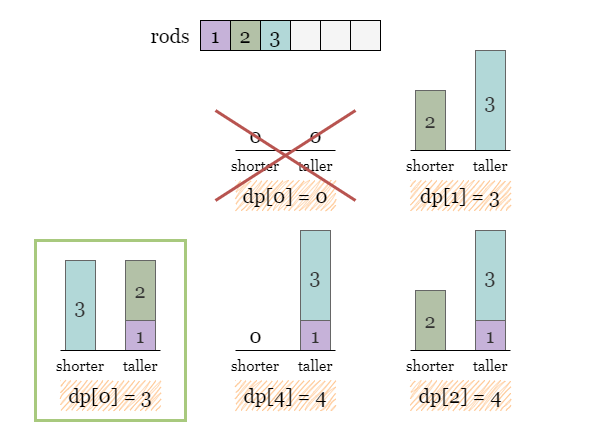 rods 1 2 3
0 0
shorter taller
dp[0] = 0
2 3
shorter taller
dp[1] = 3
3 2 1
shorter taller
dp[0] = 3
0 3 1
shorter taller
dp[4] = 4
2 3 1
shorter taller
dp[2] = 4